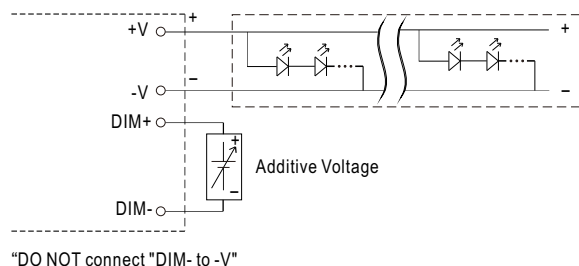 +V
+
+
-V
−
−
DIM+
+
−
Additive Voltage
DIM-
“DO NOT connect "DIM- to -V"